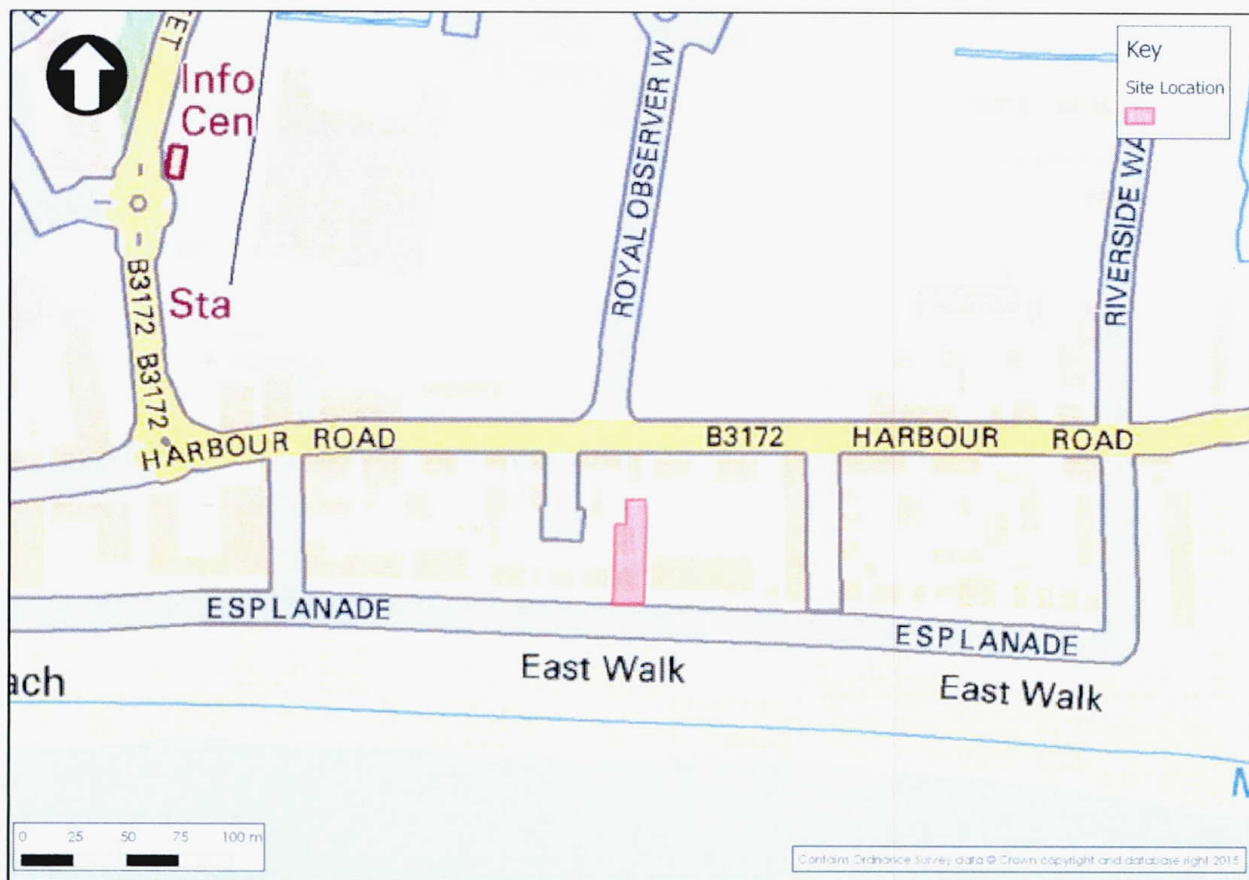 Key
Site Location
Info
Cen
ROYAL OBSERVER W
RIVERSIDE WA
B3172
Sta
B3172
HARBOUR ROAD
B3172
HARBOUR ROAD
ESPLANADE
ESPLANADE
East Walk
East Walk
ach
0 25 50 75 100 m
Contains Ordnance Survey data © Crown copyright and database right 2015